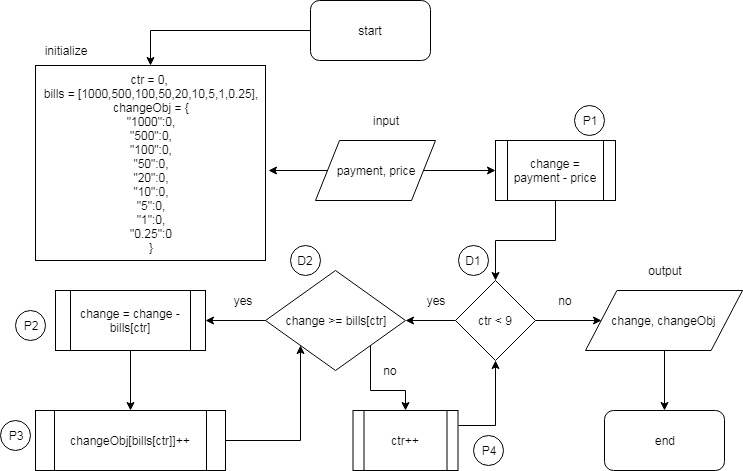 start
initialize
ctr = 0,
bills = [1000,500,100,50,20,10,5,1,0.25],
changeObj = {
"1000":0,
"500":0,
"100":0,
"50":0,
"20":0,
"10":0,
"5":0,
"1":0,
"0.25":0
}
input
payment, price
P1
change =
payment - price
D2
change >= bills[ctr]
D1
ctr < 9
output
change, changeObj
yes
yes
no
P2
change = change -
bills[ctr]
no
P3
changeObj[bills[ctr]]++
ctr++
P4
end